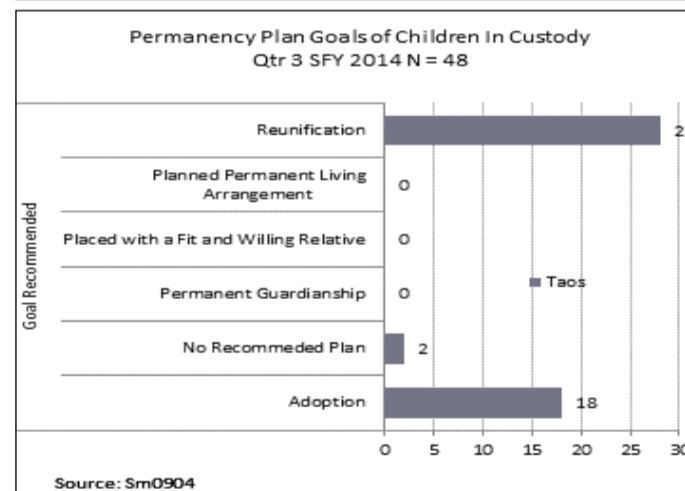 Permanency Plan Goals of Children In Custody
Qtr 3 SFY 2014 N = 48
Goal Recommended
Reunification
2
Planned Permanent Living
Arrangement
0
Placed with a Fit and Willing Relative
0
Permanent Guardianship
0
Taos
No Recommeded Plan
2
Adoption
18
0 5 10 15 20 25 30
Source: Sm0904